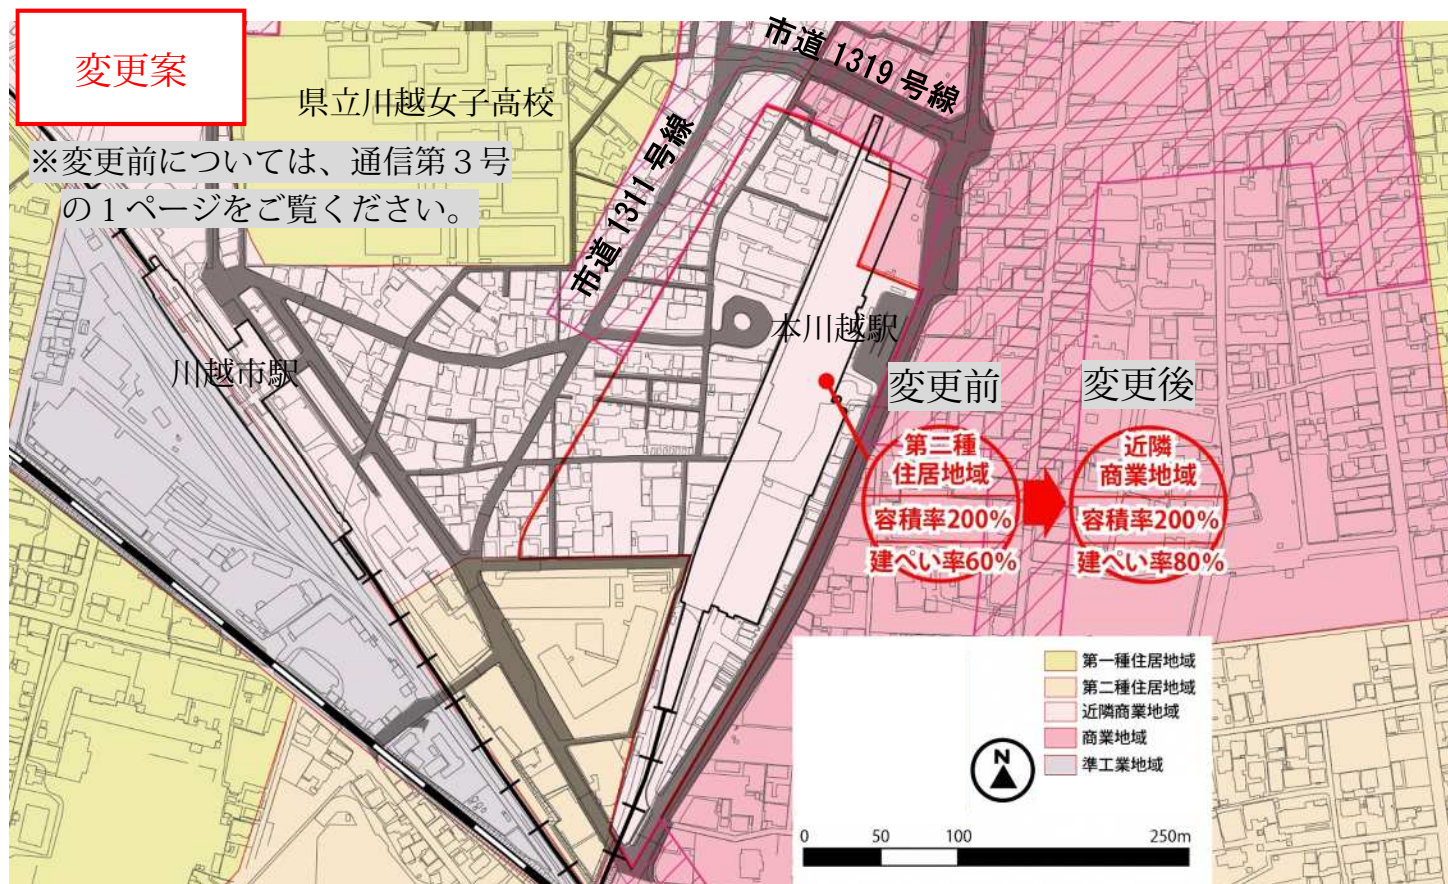 変更案
県立川越女子高校
※変更前については、通信第３号
の１ページをご覧ください。
市道 1319 号線
市道 1311 号線
本川越駅
川越市駅
変更前
変更後
第二種
住居地域
容積率200%
建ぺい率60%
近隣
商業地域
容積率200%
建ぺい率80%
第一種住居地域
第二種住居地域
近隣商業地域
商業地域
準工業地域
N
0 50 100 250m